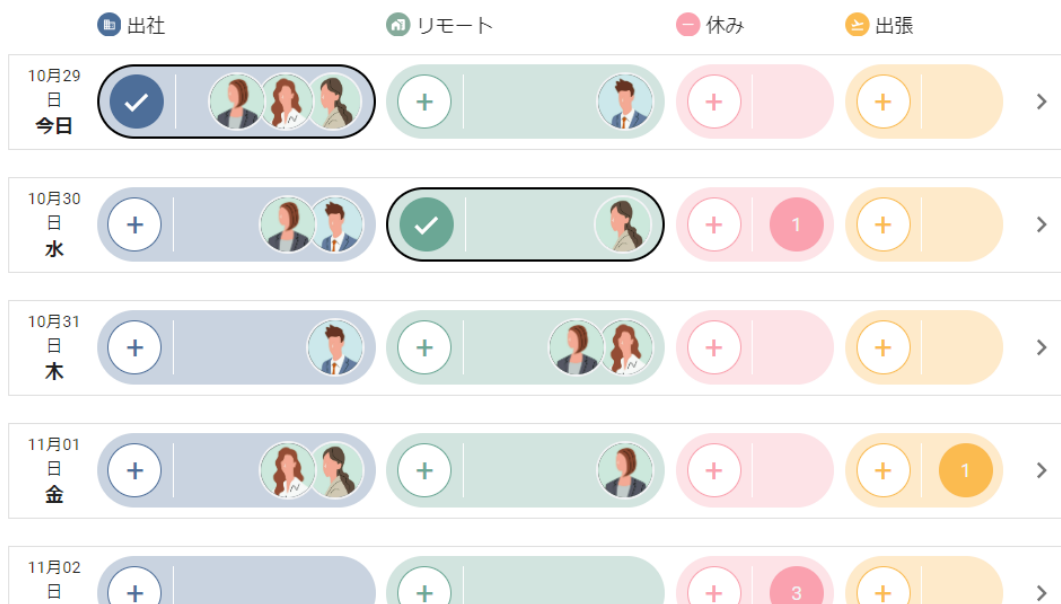 出社
リモート
休み
出張
10月29
日
今日
10月30
日
水
1
10月31
日
木
11月01
日
金
1
11月02
日
3